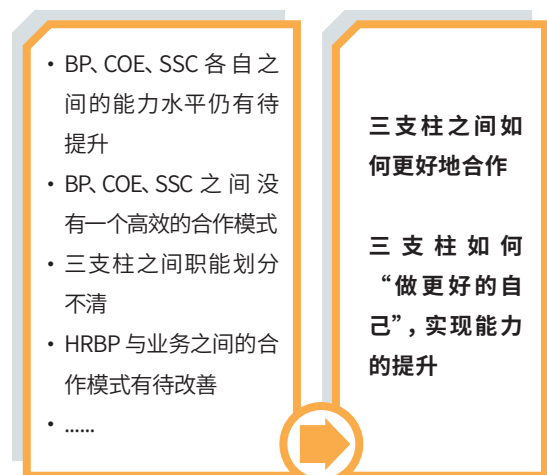 • BP、COE、SSC 各自之
间的能力水平仍有待
提升
• BP、COE、SSC 之间没
有一个高效的合作模式
• 三支柱之间职能划分
不清
• HRBP 与业务之间的合
作模式有待改善
• ......
三支柱之间如
何更好地合作
三支柱如何
“做更好的自
己”，实现能力
的提升